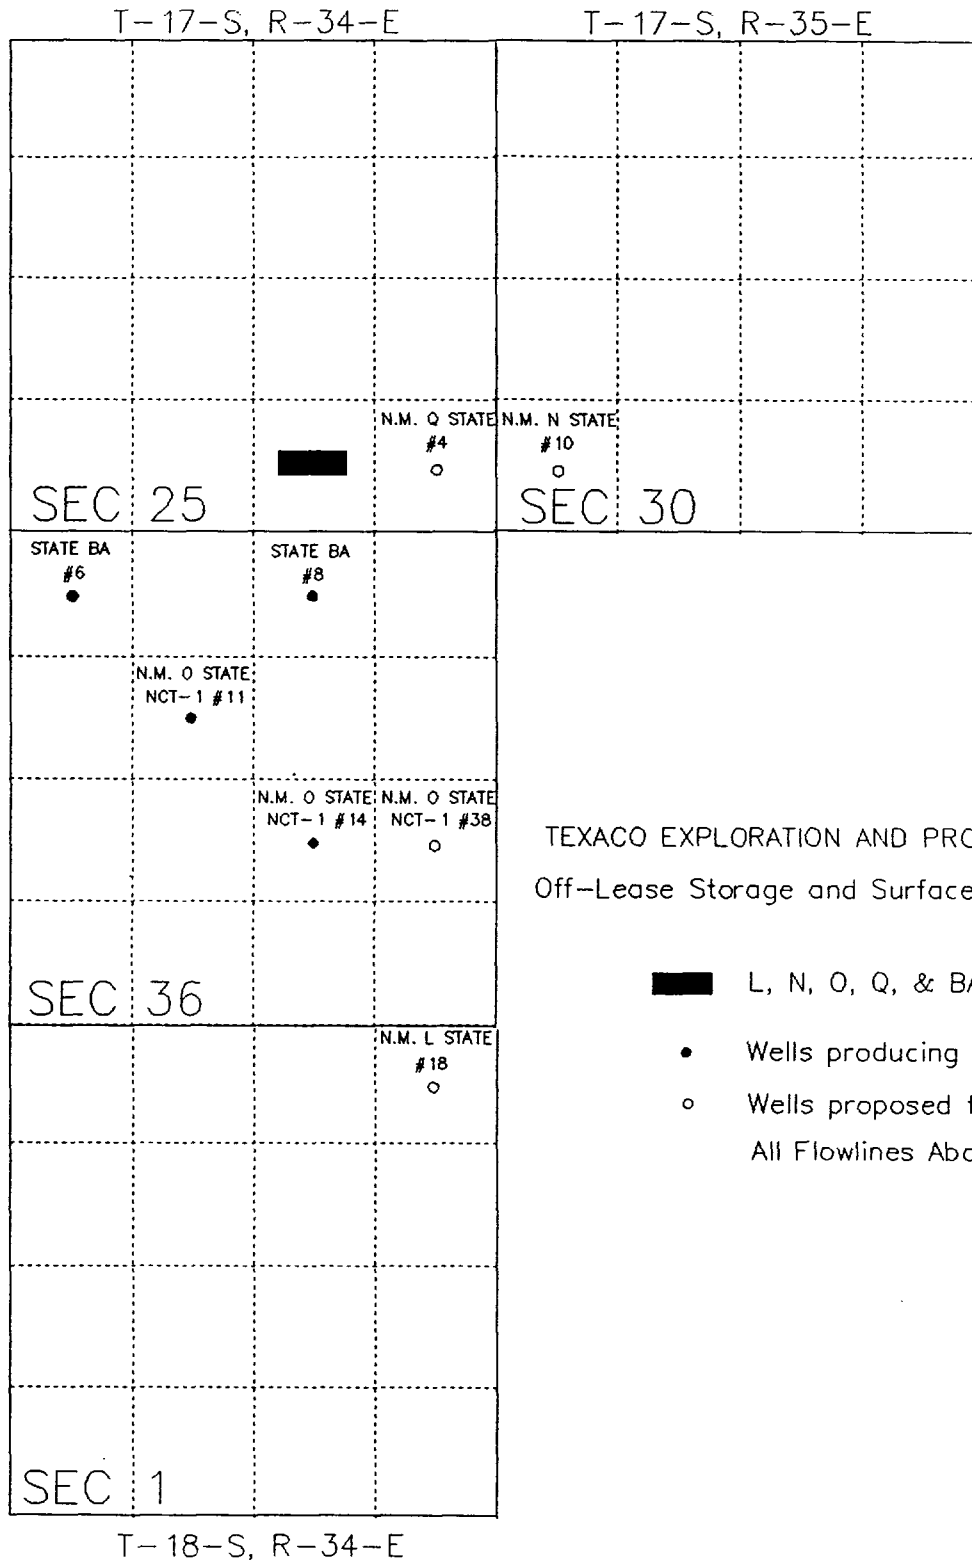 T-17-S, R-34-E
T-17-S, R-35-E
N.M. Q STATE
#4
N.M. N STATE
#10
SEC 25
SEC 30
STATE BA
#6
STATE BA
#8
N.M. O STATE
NCT-1 #11
N.M. O STATE
NCT-1 #14
N.M. O STATE
NCT-1 #38
TEXACO EXPLORATION AND PRO
Off-Lease Storage and Surface
SEC 36
L, N, O, Q, & BA
N.M. L STATE
#18
Wells producing
Wells proposed f
All Flowlines Abo
SEC 1
T-18-S, R-34-E